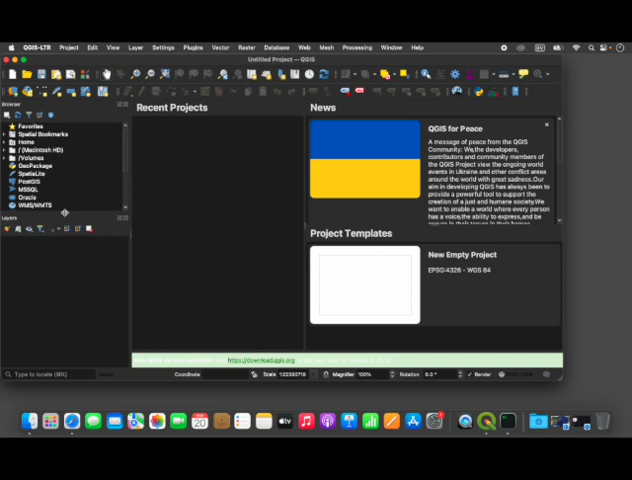 QGIS-LTR Project Edit View Layer Settings Plugins Vector Raster Database Web Mesh Processing Window Help
Untitled Project — QGIS
Browser
Favorites
Spatial Bookmarks
Home
/ (Macintosh HD)
/Volumes
GeoPackage
SpatiaLite
PostGIS
MSSQL
Oracle
WMS/WMTS
Layers
Recent Projects
News
QGIS for Peace
A message of peace from the QGIS
Community: We,the developers,
contributors and community members of
the QGIS Project view the ongoing world
events in Ukraine and other conflict areas
around the world with great sadness.Our
aim in developing QGIS has always been to
provide a powerful tool to support the
creation of a just and humane society.We
want to enable a world where every person
has a voice,the ability to express,and be
Project Templates
New Empty Project
EPSG:4326 - WGS 84
https://download.qgis.org
Type to locate (⌘K)
Ready
Coordinate
Scale
Magnifier 100%
Rotation 0.0 °
Render
20